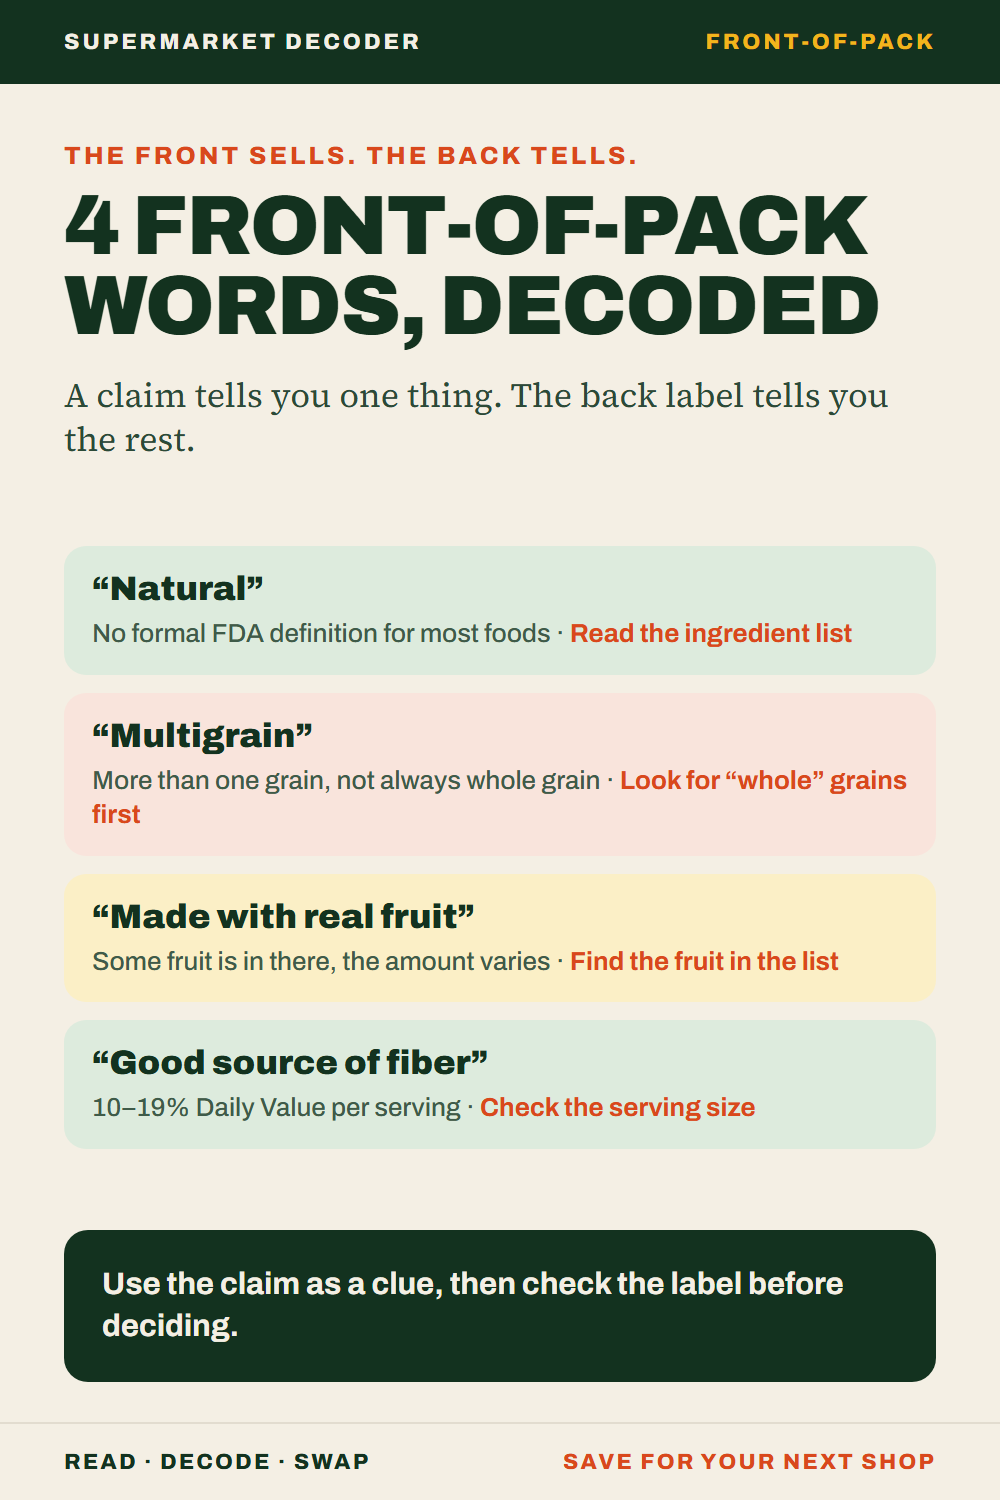 SUPERMARKET DECODER
FRONT-OF-PACK
THE FRONT SELLS. THE BACK TELLS.
4 FRONT-OF-PACK
WORDS, DECODED
A claim tells you one thing. The back label tells you
the rest.
“Natural”
No formal FDA definition for most foods · Read the ingredient list
“Multigrain”
More than one grain, not always whole grain · Look for “whole” grains
first
“Made with real fruit”
Some fruit is in there, the amount varies · Find the fruit in the list
“Good source of fiber”
10–19% Daily Value per serving · Check the serving size
Use the claim as a clue, then check the label before
deciding.
READ · DECODE · SWAP
SAVE FOR YOUR NEXT SHOP